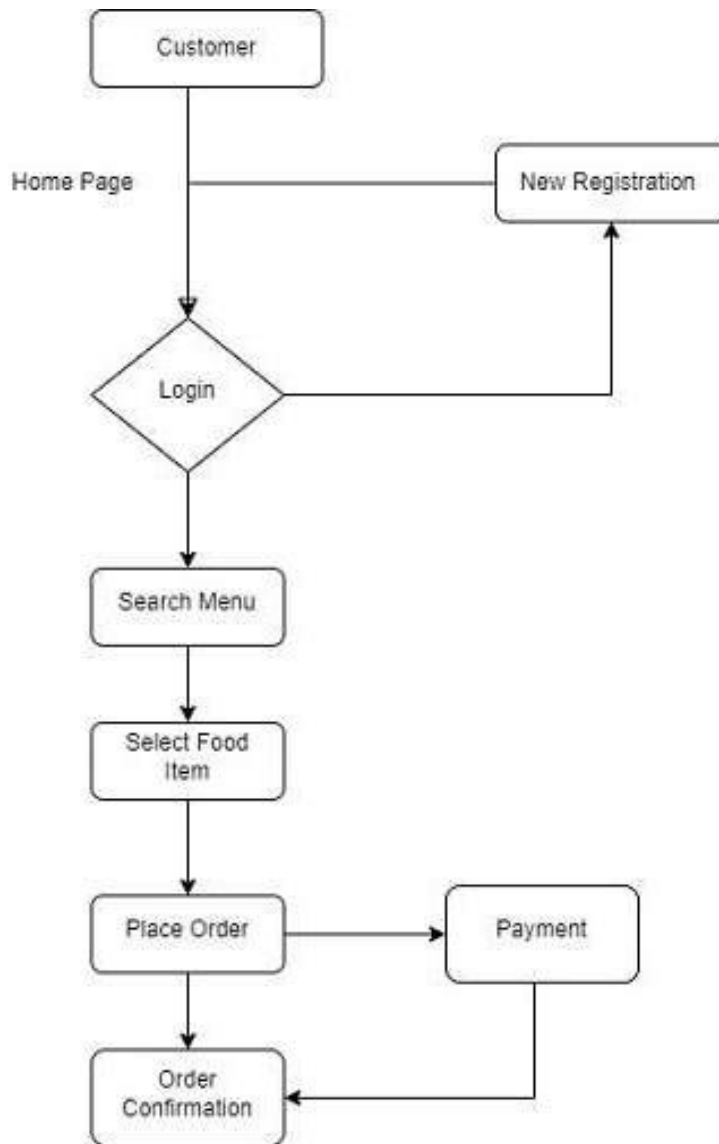 Customer
Home Page
New Registration
Login
Search Menu
Select Food
Item
Place Order
Payment
Order
Confirmation